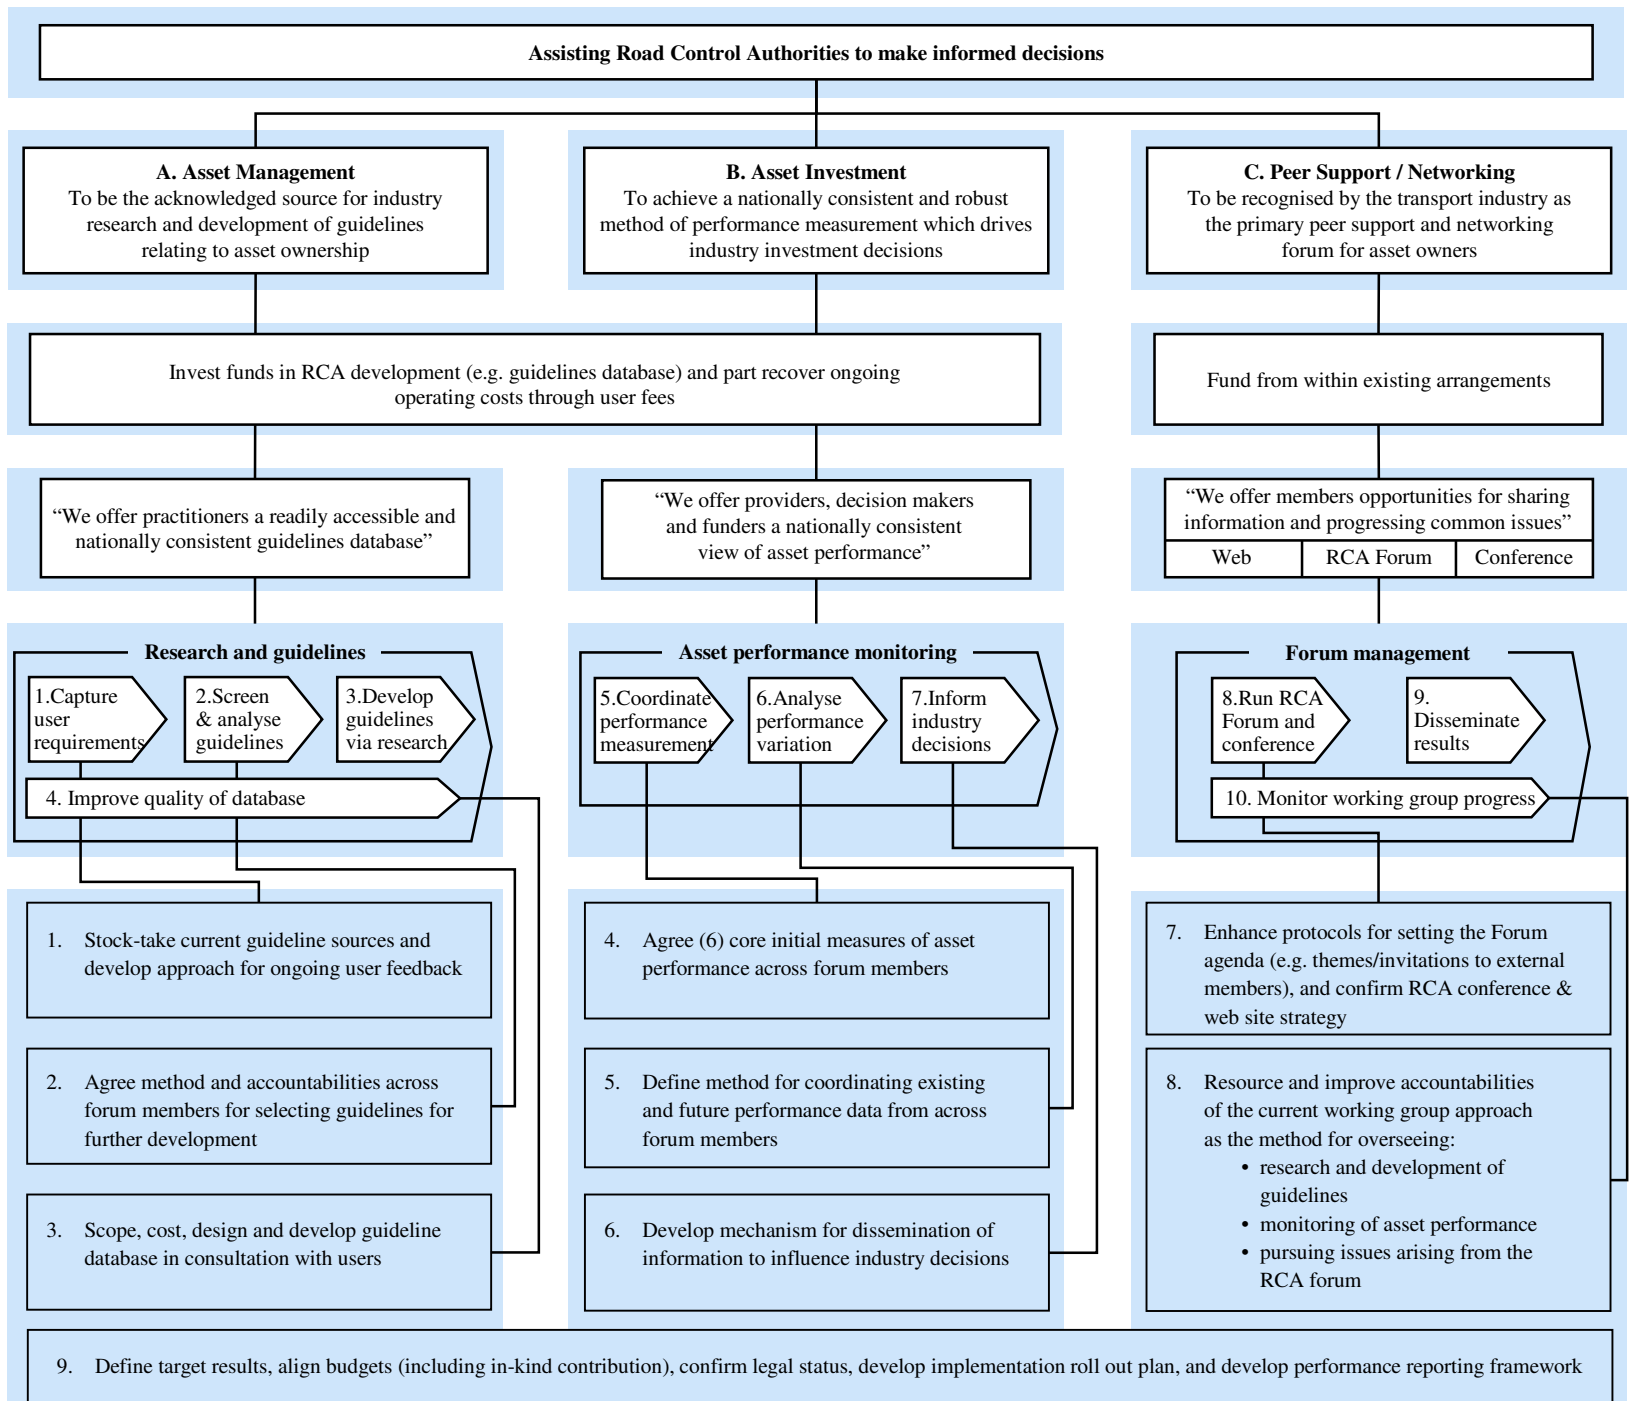 Assisting Road Control Authorities to make informed decisions
A. Asset Management
To be the acknowledged source for industry
research and development of guidelines
relating to asset ownership
B. Asset Investment
To achieve a nationally consistent and robust
method of performance measurement which drives
industry investment decisions
C. Peer Support / Networking
To be recognised by the transport industry as
the primary peer support and networking
forum for asset owners
Invest funds in RCA development (e.g. guidelines database) and part recover ongoing
operating costs through user fees
Fund from within existing arrangements
“We offer practitioners a readily accessible and
nationally consistent guidelines database”
“We offer providers, decision makers
and funders a nationally consistent
view of asset performance”
“We offer members opportunities for sharing
information and progressing common issues”
Web
RCA Forum
Conference
Research and guidelines
1.Capture
user
requirements
2.Screen
& analyse
guidelines
3.Develop
guidelines
via research
4. Improve quality of database
Asset performance monitoring
5.Coordinate
performance
measurement
6.Analyse
performance
variation
7.Inform
industry
decisions
Forum management
8.Run RCA
Forum and
conference
9.
Disseminate
results
10. Monitor working group progress
1. Stock-take current guideline sources and
develop approach for ongoing user feedback
2. Agree method and accountabilities across
forum members for selecting guidelines for
further development
3. Scope, cost, design and develop guideline
database in consultation with users
4. Agree (6) core initial measures of asset
performance across forum members
5. Define method for coordinating existing
and future performance data from across
forum members
6. Develop mechanism for dissemination of
information to influence industry decisions
7. Enhance protocols for setting the Forum
agenda (e.g. themes/invitations to external
members), and confirm RCA conference &
web site strategy
8. Resource and improve accountabilities
of the current working group approach
as the method for overseeing:
• research and development of
guidelines
• monitoring of asset performance
• pursuing issues arising from the
RCA forum
9. Define target results, align budgets (including in-kind contribution), confirm legal status, develop implementation roll out plan, and develop performance reporting framework